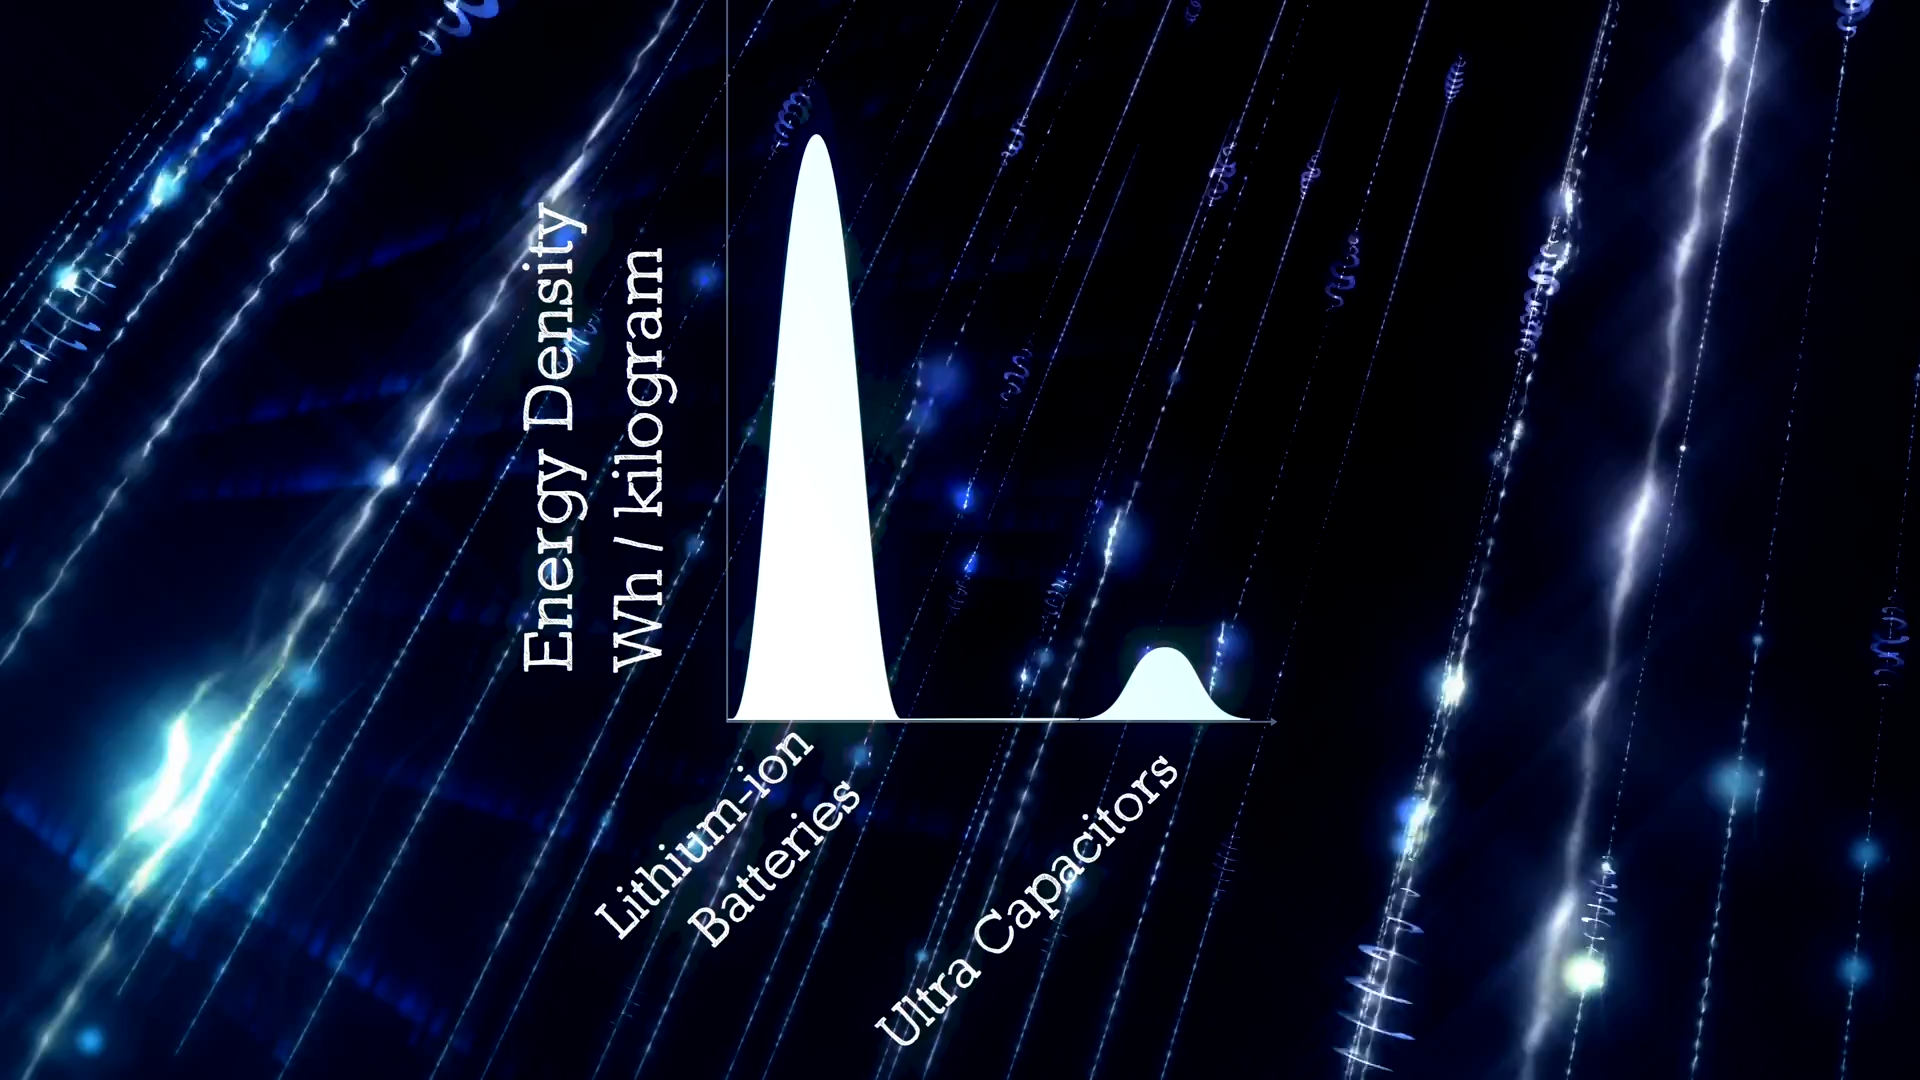 Energy Density
Wh / kilogram
Lithium-ion
Batteries
Ultra Capacitors